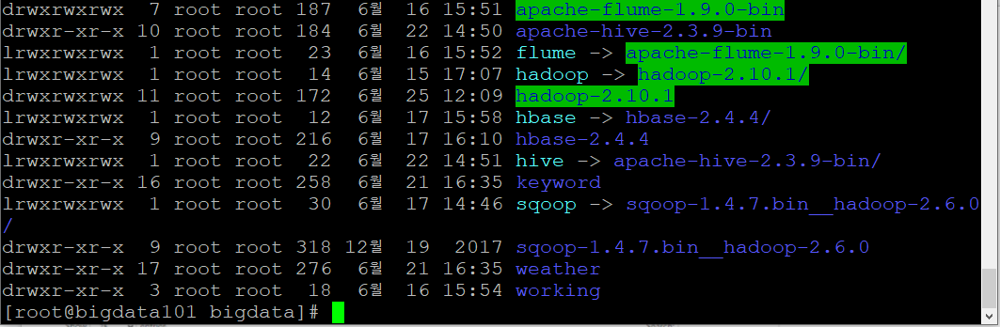 drwxrwxrwx  7 root root 187  6월  16 15:51 apache-flume-1.9.0-bin
drwxr-xr-x 10 root root 184  6월  22 14:50 apache-hive-2.3.9-bin
lrwxrwxrwx  1 root root  23  6월  16 15:52 flume -> apache-flume-1.9.0-bin/
lrwxrwxrwx  1 root root  14  6월  15 17:07 hadoop -> hadoop-2.10.1/
drwxrwxrwx 11 root root 172  6월  25 12:09 hadoop-2.10.1
lrwxrwxrwx  1 root root  12  6월  17 15:58 hbase -> hbase-2.4.4/
drwxr-xr-x  9 root root 216  6월  17 16:10 hbase-2.4.4
lrwxrwxrwx  1 root root  22  6월  22 14:51 hive -> apache-hive-2.3.9-bin/
drwxr-xr-x 16 root root 258  6월  21 16:35 keyword
lrwxrwxrwx  1 root root  30  6월  17 14:46 sqoop -> sqoop-1.4.7.bin__hadoop-2.6.0
/
drwxr-xr-x  9 root root 318 12월  19  2017 sqoop-1.4.7.bin__hadoop-2.6.0
drwxr-xr-x 17 root root 276  6월  21 16:35 weather
drwxr-xr-x  3 root root  18  6월  16 15:54 working
[root@bigdata101 bigdata]#